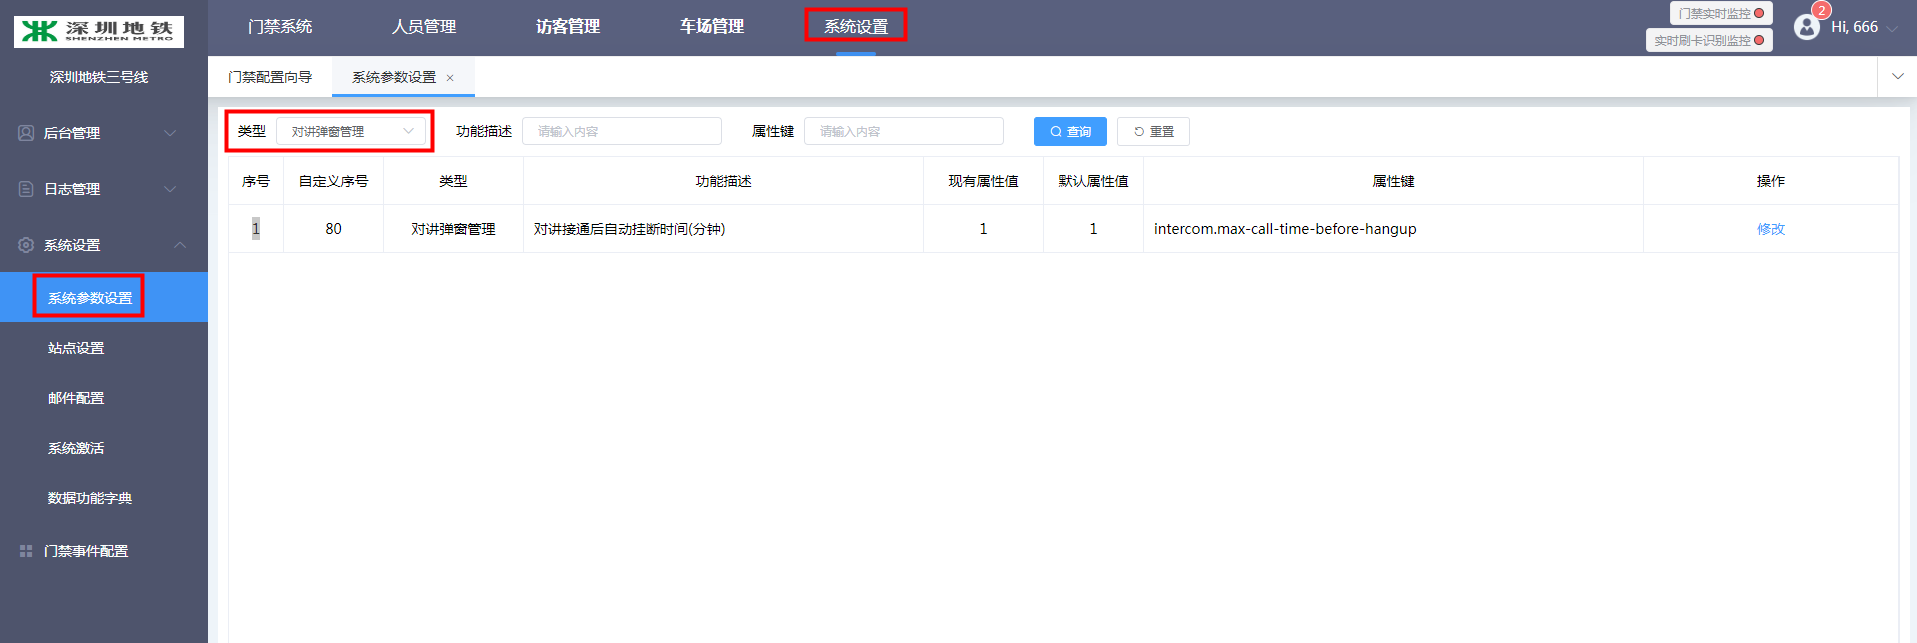 深圳地铁
SHENZHEN METRO
深圳地铁三号线
门禁系统
人员管理
访客管理
车场管理
系统设置
门禁实时监控
实时刷卡识别监控
2
Hi, 666
后台管理
日志管理
系统设置
系统参数设置
站点设置
邮件配置
系统激活
数据功能字典
门禁事件配置
门禁配置向导
系统参数设置 ×
类型 对讲弹窗管理 功能描述 请输入内容 属性键 请输入内容 查询 重置
序号 自定义序号 类型 功能描述 现有属性值 默认属性值 属性键 操作
1 80 对讲弹窗管理 对讲接通后自动挂断时间(分钟) 1 1 intercom.max-call-time-before-hangup 修改